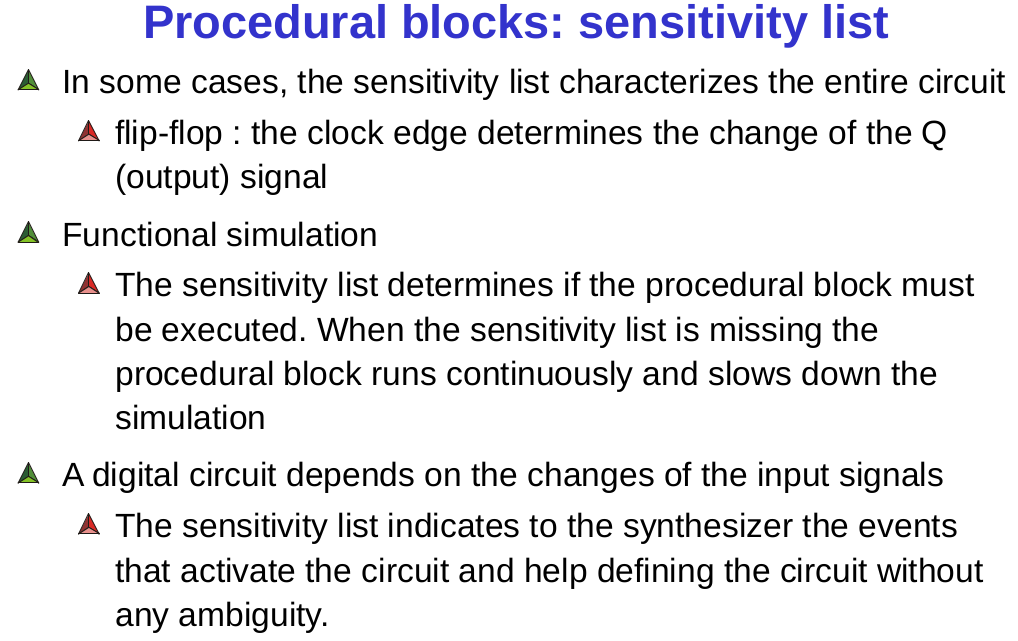 Procedural blocks: sensitivity list
In some cases, the sensitivity list characterizes the entire circuit
flip-flop : the clock edge determines the change of the Q
(output) signal
Functional simulation
The sensitivity list determines if the procedural block must
be executed. When the sensitivity list is missing the
procedural block runs continuously and slows down the
simulation
A digital circuit depends on the changes of the input signals
The sensitivity list indicates to the synthesizer the events
that activate the circuit and help defining the circuit without
any ambiguity.